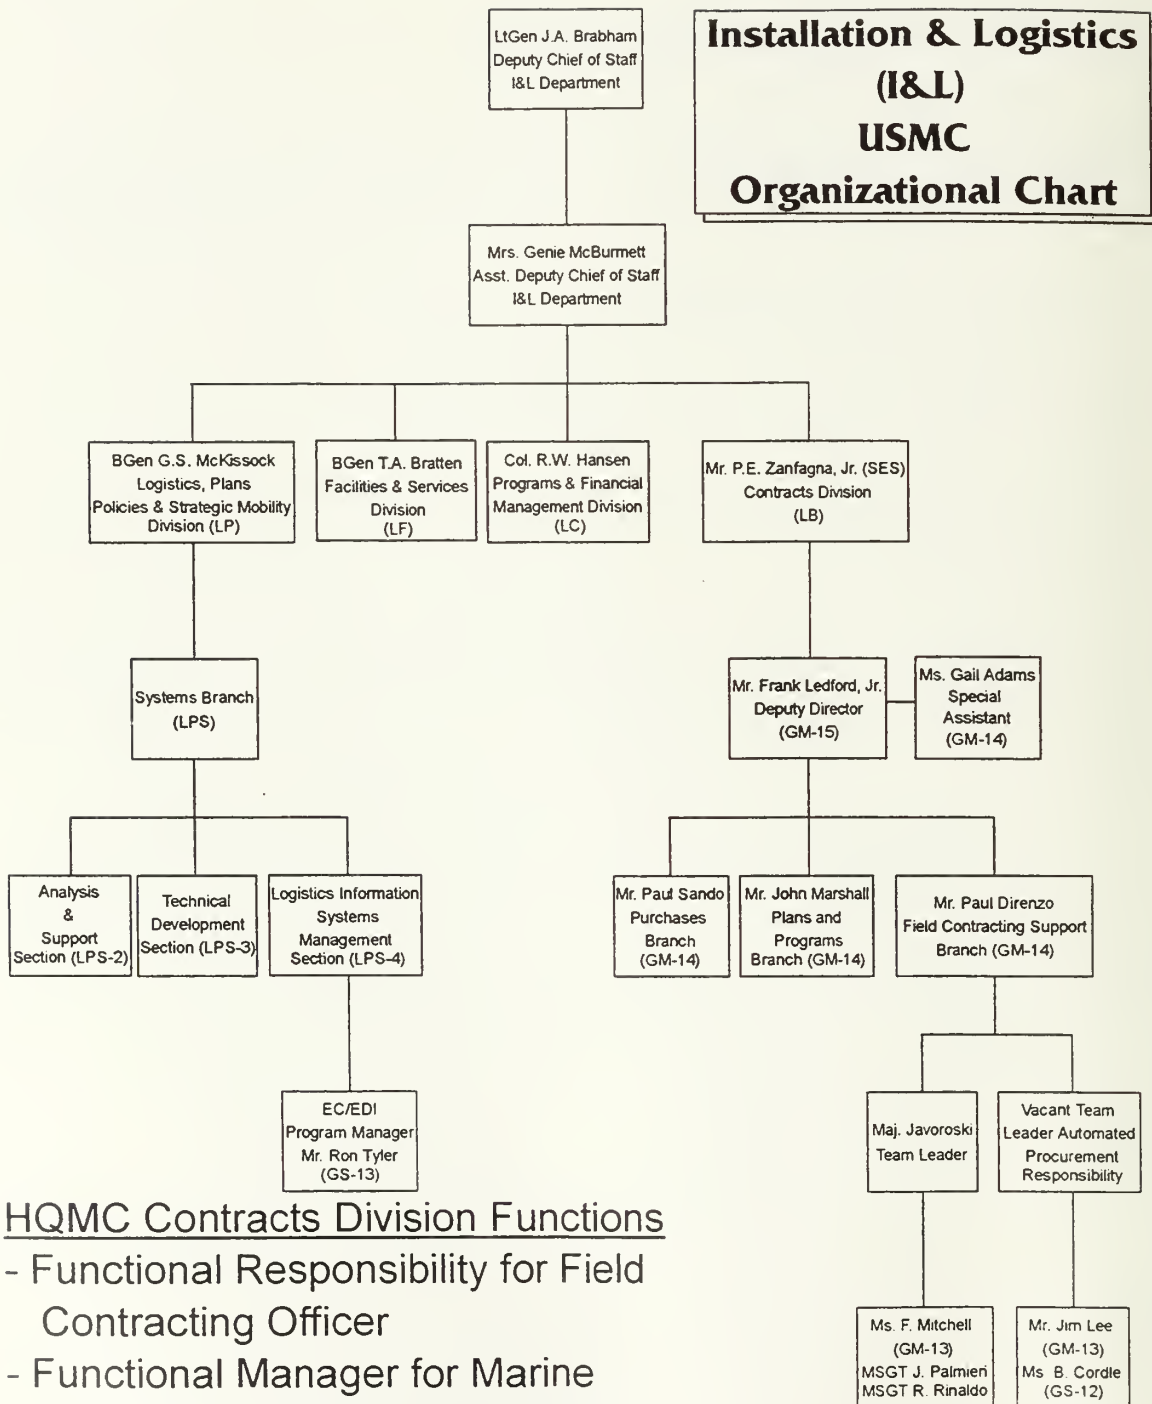 LtGen J.A. Brabham
Deputy Chief of Staff
I&L Department
Installation & Logistics
(I&L)
USMC
Organizational Chart
Mrs. Genie McBurmett
Asst. Deputy Chief of Staff
I&L Department
BGen G.S. McKissock
Logistics, Plans
Policies & Strategic Mobility
Division (LP)
BGen T.A. Bratten
Facilities & Services
Division
(LF)
Col. R.W. Hansen
Programs & Financial
Management Division
(LC)
Mr. P.E. Zanfagna, Jr. (SES)
Contracts Division
(LB)
Systems Branch
(LPS)
Mr. Frank Ledford, Jr.
Deputy Director
(GM-15)
Ms. Gail Adams
Special
Assistant
(GM-14)
Analysis
&
Support
Section (LPS-2)
Technical
Development
Section (LPS-3)
Logistics Information
Systems
Management
Section (LPS-4)
Mr. Paul Sando
Purchases
Branch
(GM-14)
Mr. John Marshall
Plans and
Programs
Branch (GM-14)
Mr. Paul Direnzo
Field Contracting Support
Branch (GM-14)
EC/EDI
Program Manager
Mr. Ron Tyler
(GS-13)
Maj. Javoroski
Team Leader
Vacant Team
Leader Automated
Procurement
Responsibility
HQMC Contracts Division Functions
- Functional Responsibility for Field
Contracting Officer
- Functional Manager for Marine
Ms. F. Mitchell
(GM-13)
MSGT J. Palmieri
MSGT R. Rinaldo
Mr. Jim Lee
(GM-13)
Ms B. Cordle
(GS-12)